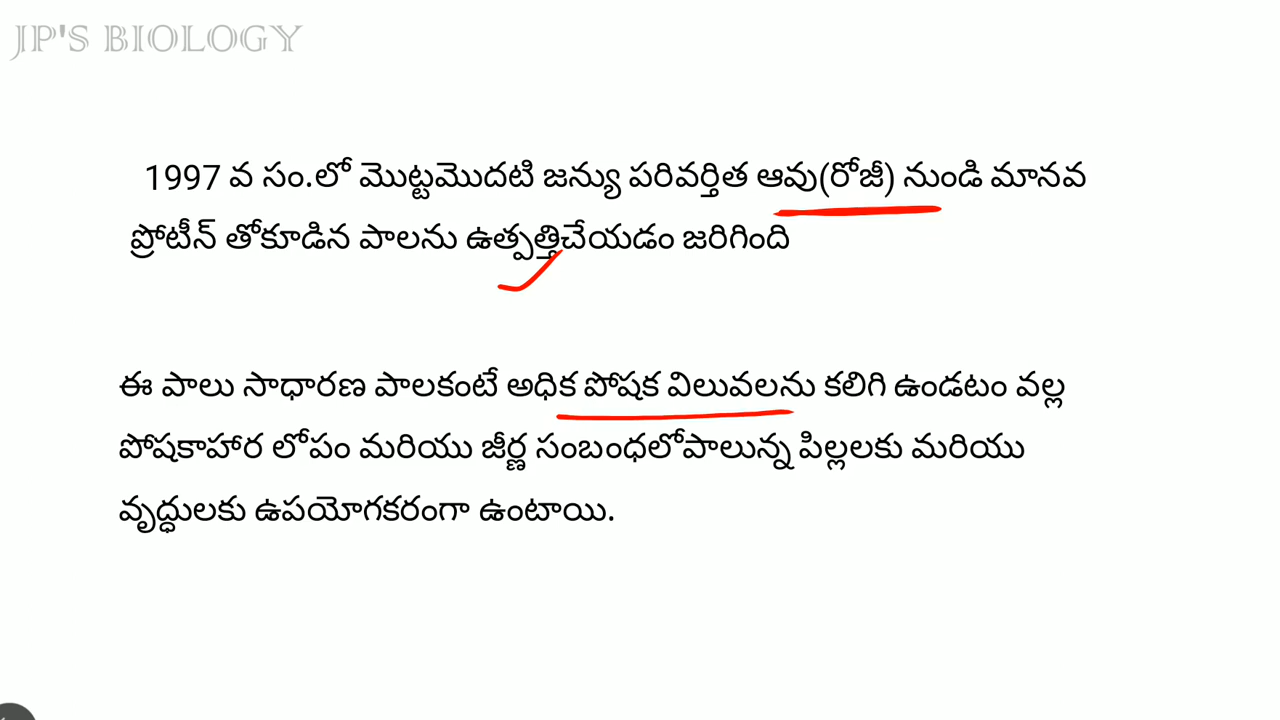 JP'S BIOLOGY
1997 వ సం.లో మొట్టమొదటి జన్యు పరివర్తిత ఆవు(రోజీ) నుండి మానవ
ప్రోటీన్ తోకూడిన పాలను ఉత్పత్తిచేయడం జరిగింది
ఈ పాలు సాధారణ పాలకంటే అధిక పోషక విలువలను కలిగి ఉండటం వల్ల
పోషకాహార లోపం మరియు జీర్ణ సంబంధలోపాలున్న పిల్లలకు మరియు
వృద్ధులకు ఉపయోగకరంగా ఉంటాయి.